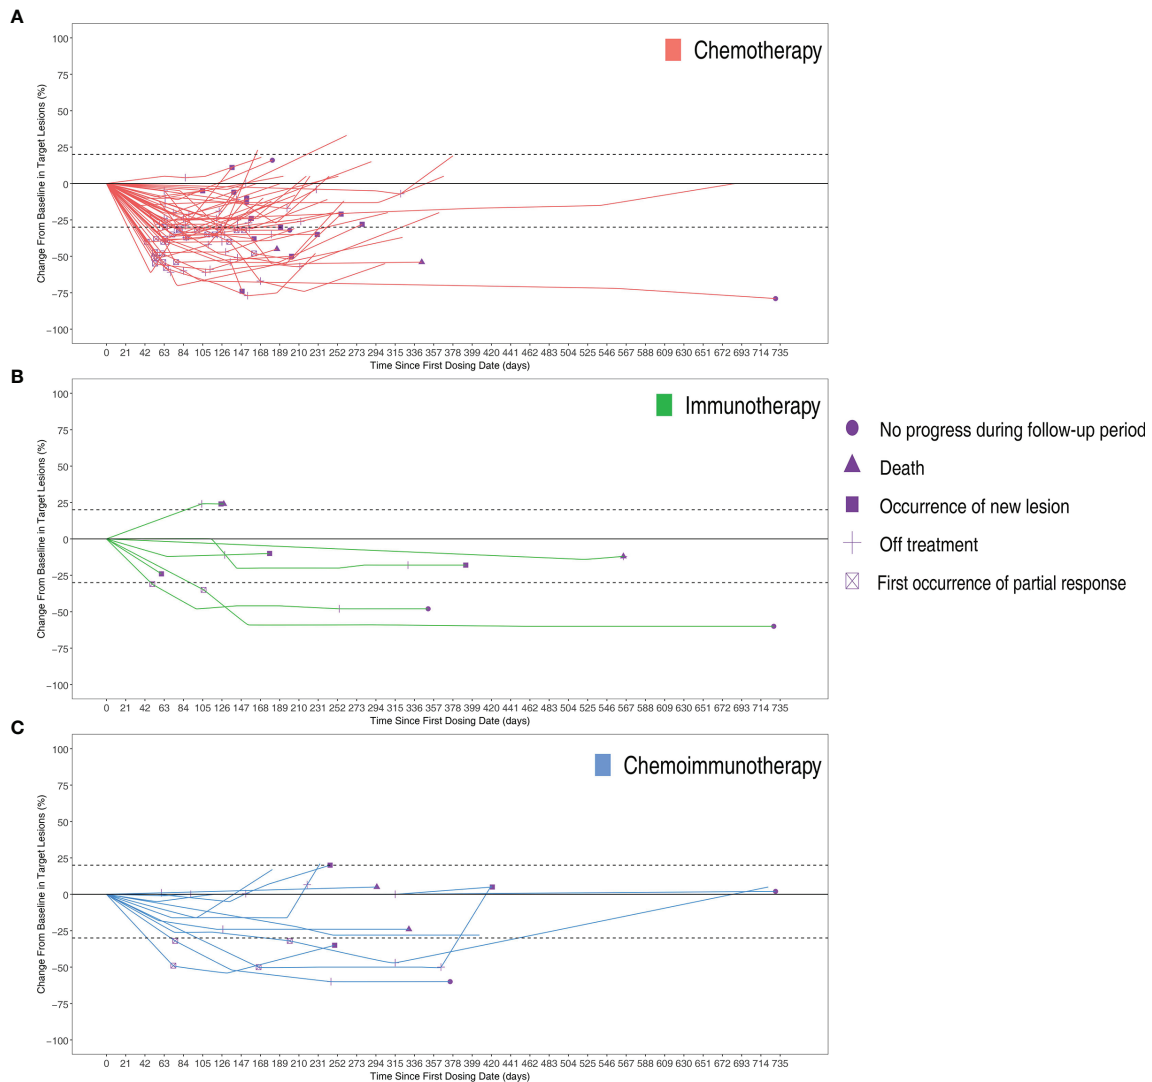 A
Chemotherapy
Change From Baseline in Target Lesions (%)
100
75
50
25
0
−25
−50
−75
−100
0 21 42 63 84 105 126 147 168 189 210 231 252 273 294 315 336 357 378 399 420 441 462 483 504 525 546 567 588 609 630 651 672 693 714 735
Time Since First Dosing Date (days)
B
Immunotherapy
Change From Baseline in Target Lesions (%)
100
75
50
25
0
−25
−50
−75
−100
0 21 42 63 84 105 126 147 168 189 210 231 252 273 294 315 336 357 378 399 420 441 462 483 504 525 546 567 588 609 630 651 672 693 714 735
Time Since First Dosing Date (days)
No progress during follow-up period
Death
Occurrence of new lesion
Off treatment
First occurrence of partial response
C
Chemoimmunotherapy
Change From Baseline in Target Lesions (%)
100
75
50
25
0
−25
−50
−75
−100
0 21 42 63 84 105 126 147 168 189 210 231 252 273 294 315 336 357 378 399 420 441 462 483 504 525 546 567 588 609 630 651 672 693 714 735
Time Since First Dosing Date (days)